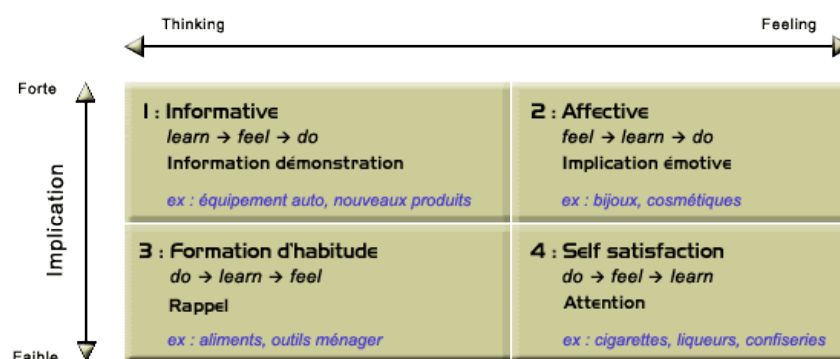 Thinking
Feeling
Forte
Implication
Faible
1 : Informative
learn → feel → do
Information démonstration
ex : équipement auto, nouveaux produits
2 : Affective
feel → learn → do
Implication émotive
ex : bijoux, cosmétiques
3 : Formation d'habitude
do → learn → feel
Rappel
ex : aliments, outils ménager
4 : Self satisfaction
do → feel → learn
Attention
ex : cigarettes, liqueurs, confiseries